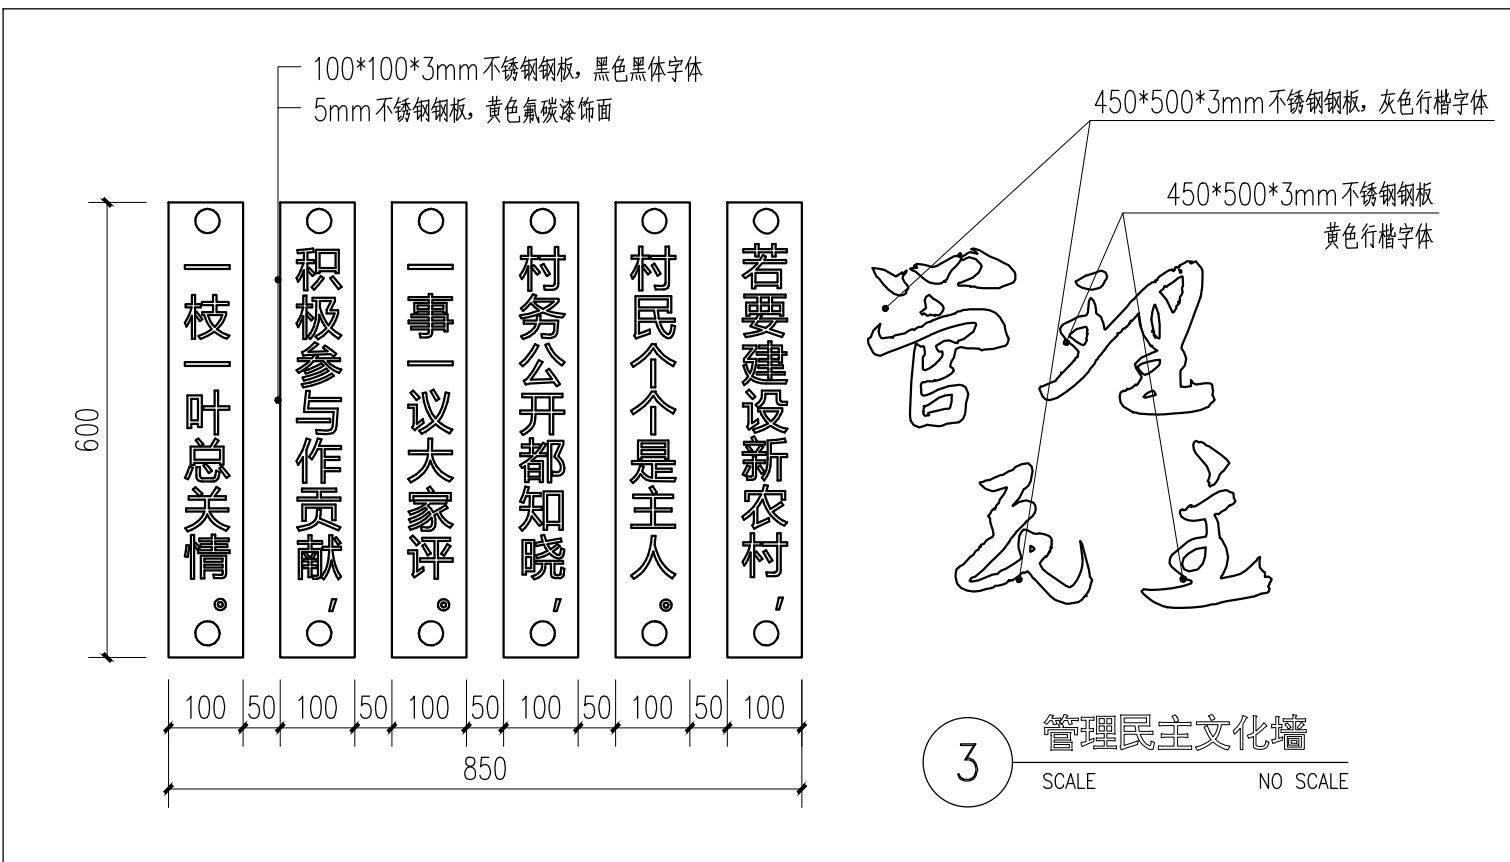 100*100*3mm不锈钢钢板，黑色黑体字体
5mm不锈钢钢板，黄色氟碳漆饰面
450*500*3mm不锈钢钢板，灰色行楷字体
450*500*3mm不锈钢钢板
黄色行楷字体
若要建设新农村，
村民个个是主人。
村务公开都知晓，
一事一议大家评。
积极参与作贡献，
一枝一叶总关情。
管理
民主
600
100 50 100 50 100 50 100 50 100 50 100
850
3
管理民主文化墙
SCALE NO SCALE